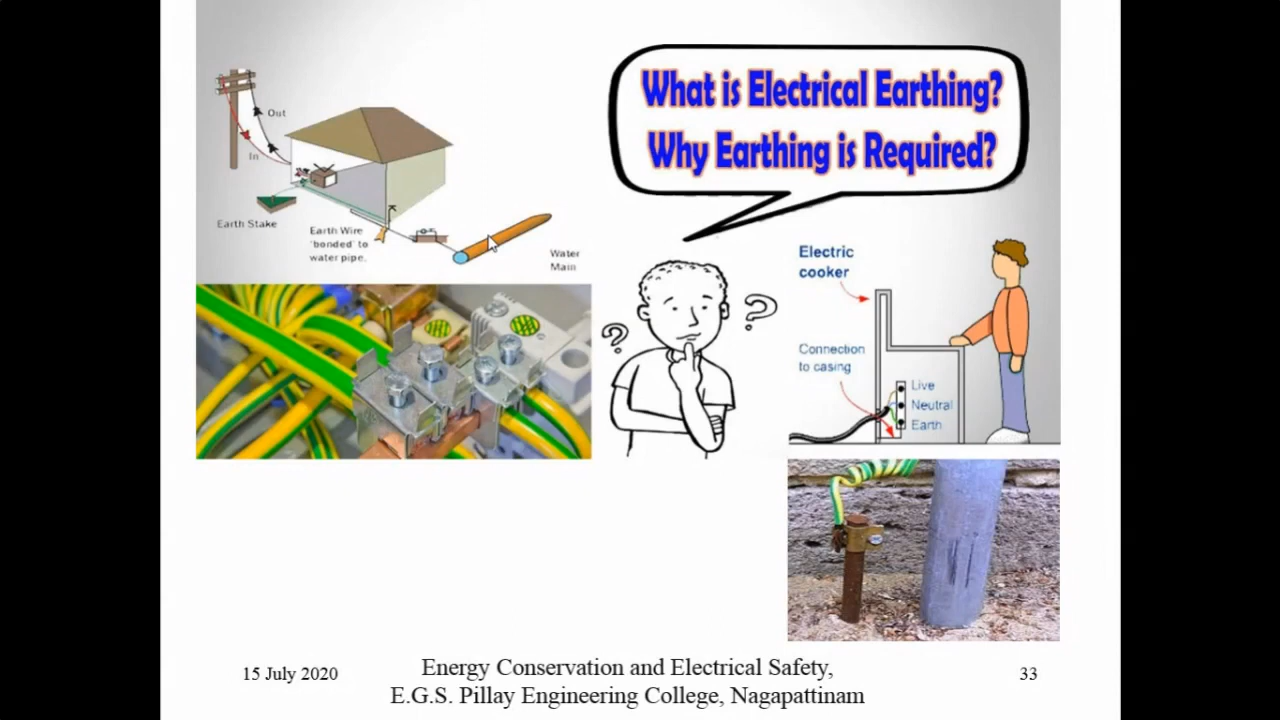 What is Electrical Earthing?
Why Earthing is Required?
Out
In
Earth Stake
Earth Wire
'bonded' to
water pipe.
Water
Main
Electric
cooker
Connection
to casing
Live
Neutral
Earth
?
?
15 July 2020
Energy Conservation and Electrical Safety,
E.G.S. Pillay Engineering College, Nagapattinam
33